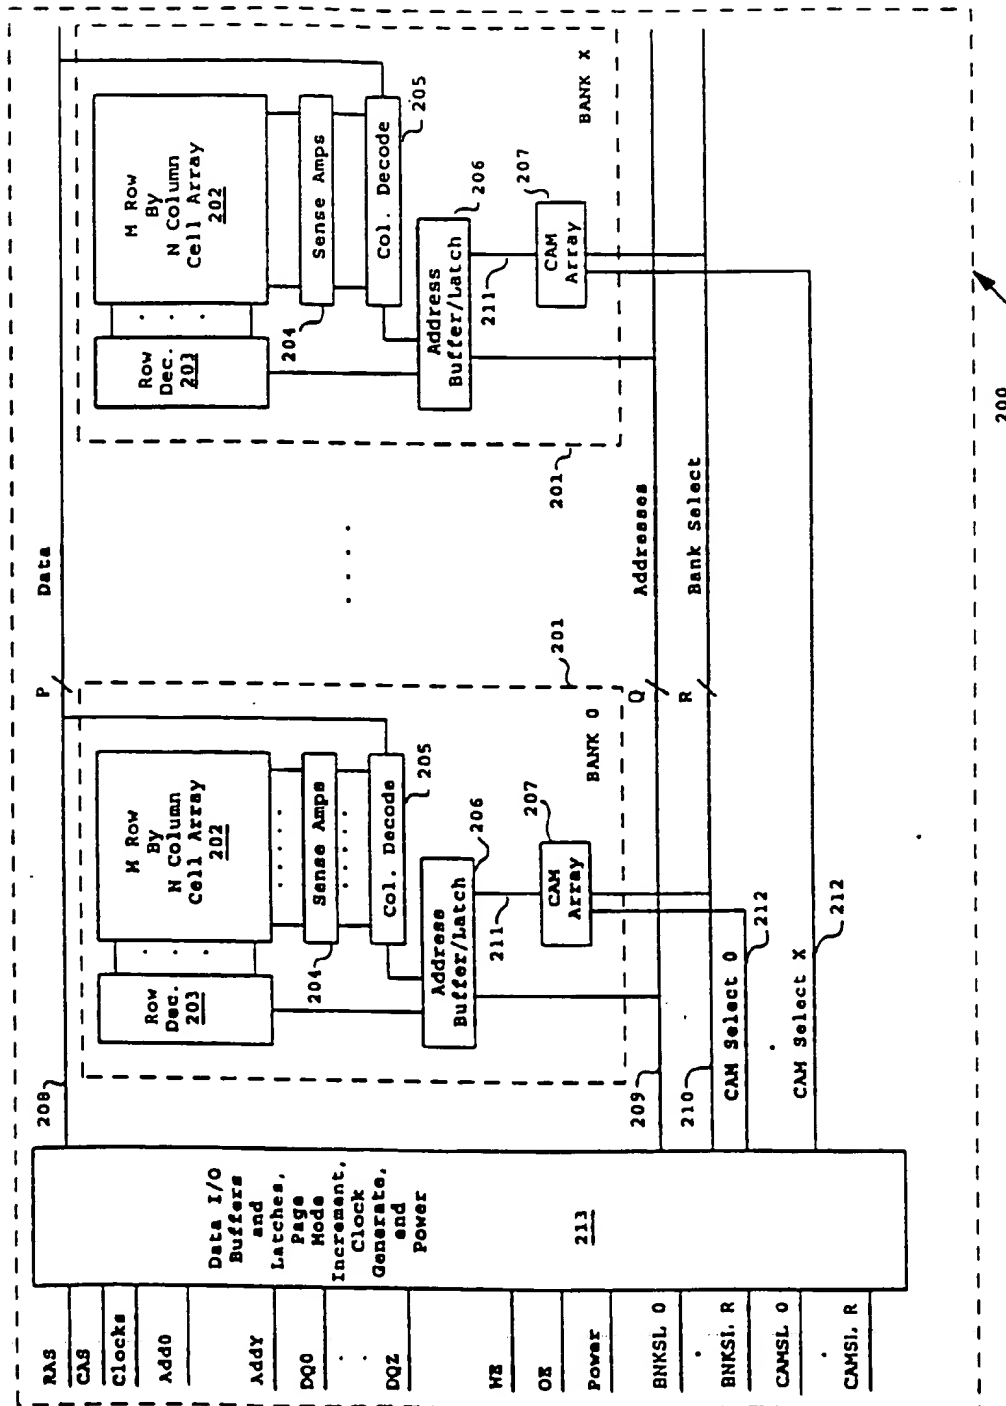 RAS
CAS
Clocks
Add0
AddY
DQ0
DQZ
WE
OE
Power
BNKSL 0
BNKSL R
CAMSL 0
CAMSL R
Data I/O
Buffers
and
Latches,
Page
Mode
Increment,
Clock
Generate,
and
Power
213
208
209
210
CAM Select 0
212
CAM Select X
212
Row
Dec.
203
M Row
By
N Column
Cell Array
202
204
Sense Amps
Col. Decode
205
Address
Buffer/Latch
206
211
CAM
Array
207
BANK 0
201
P
Data
Q
Addresses
R
Bank Select
201
Row
Dec.
203
M Row
By
N Column
Cell Array
202
204
Sense Amps
Col. Decode
205
Address
Buffer/Latch
206
211
CAM
Array
207
BANK X
200